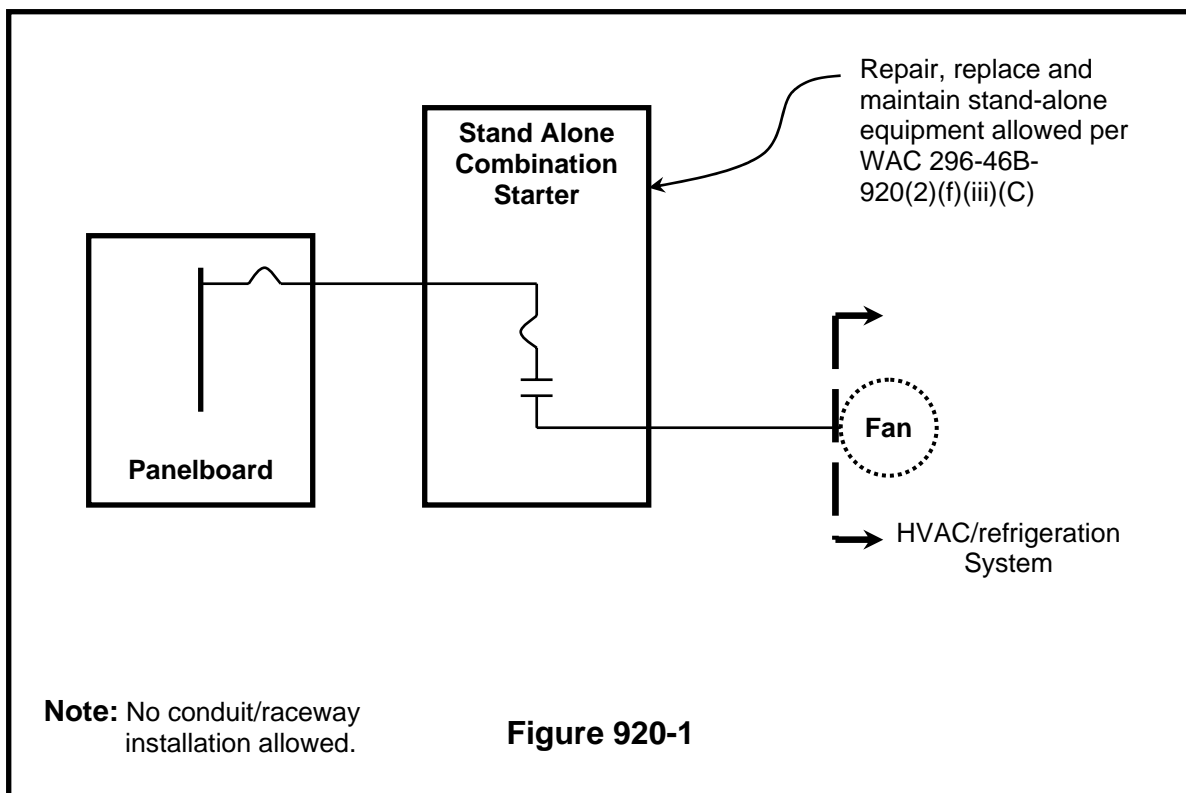 Repair, replace and
maintain stand-alone
equipment allowed per
WAC 296-46B-
920(2)(f)(iii)(C)
Stand Alone
Combination
Starter
Panelboard
Fan
HVAC/refrigeration
System
Note: No conduit/raceway
installation allowed.
Figure 920-1